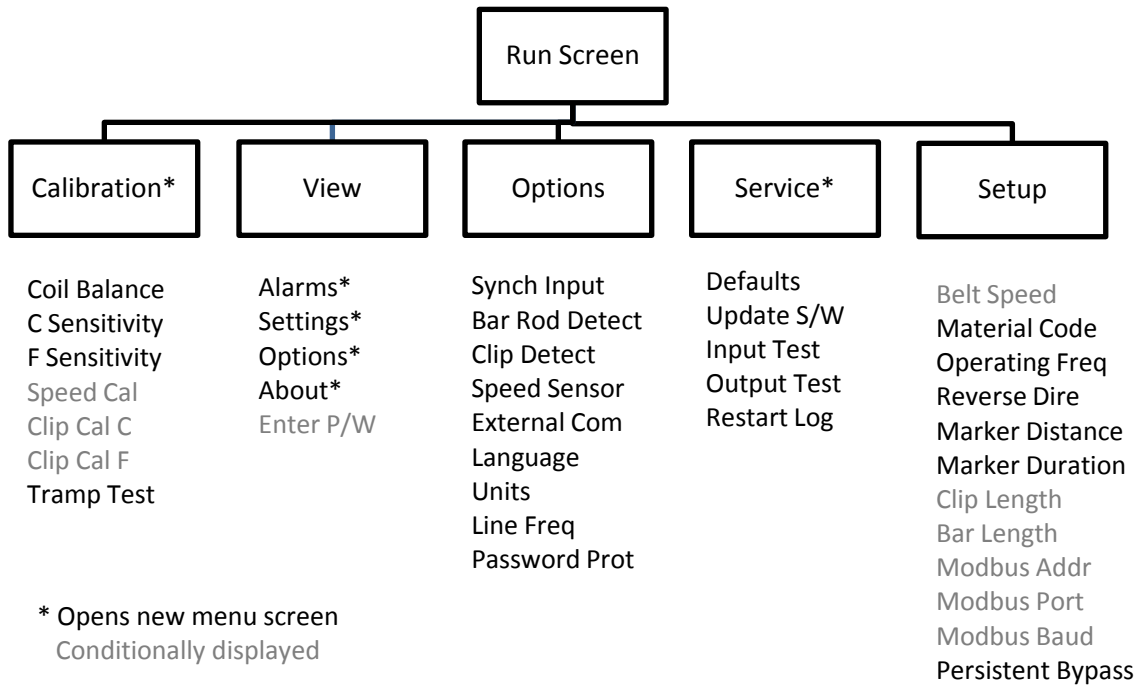 Run Screen
Calibration*
View
Options
Service*
Setup
Coil Balance
C Sensitivity
F Sensitivity
Speed Cal
Clip Cal C
Clip Cal F
Tramp Test
Alarms*
Settings*
Options*
About*
Enter P/W
Synch Input
Bar Rod Detect
Clip Detect
Speed Sensor
External Com
Language
Units
Line Freq
Password Prot
Defaults
Update S/W
Input Test
Output Test
Restart Log
Belt Speed
Material Code
Operating Freq
Reverse Dire
Marker Distance
Marker Duration
Clip Length
Bar Length
Modbus Addr
Modbus Port
Modbus Baud
Persistent Bypass
* Opens new menu screen
Conditionally displayed